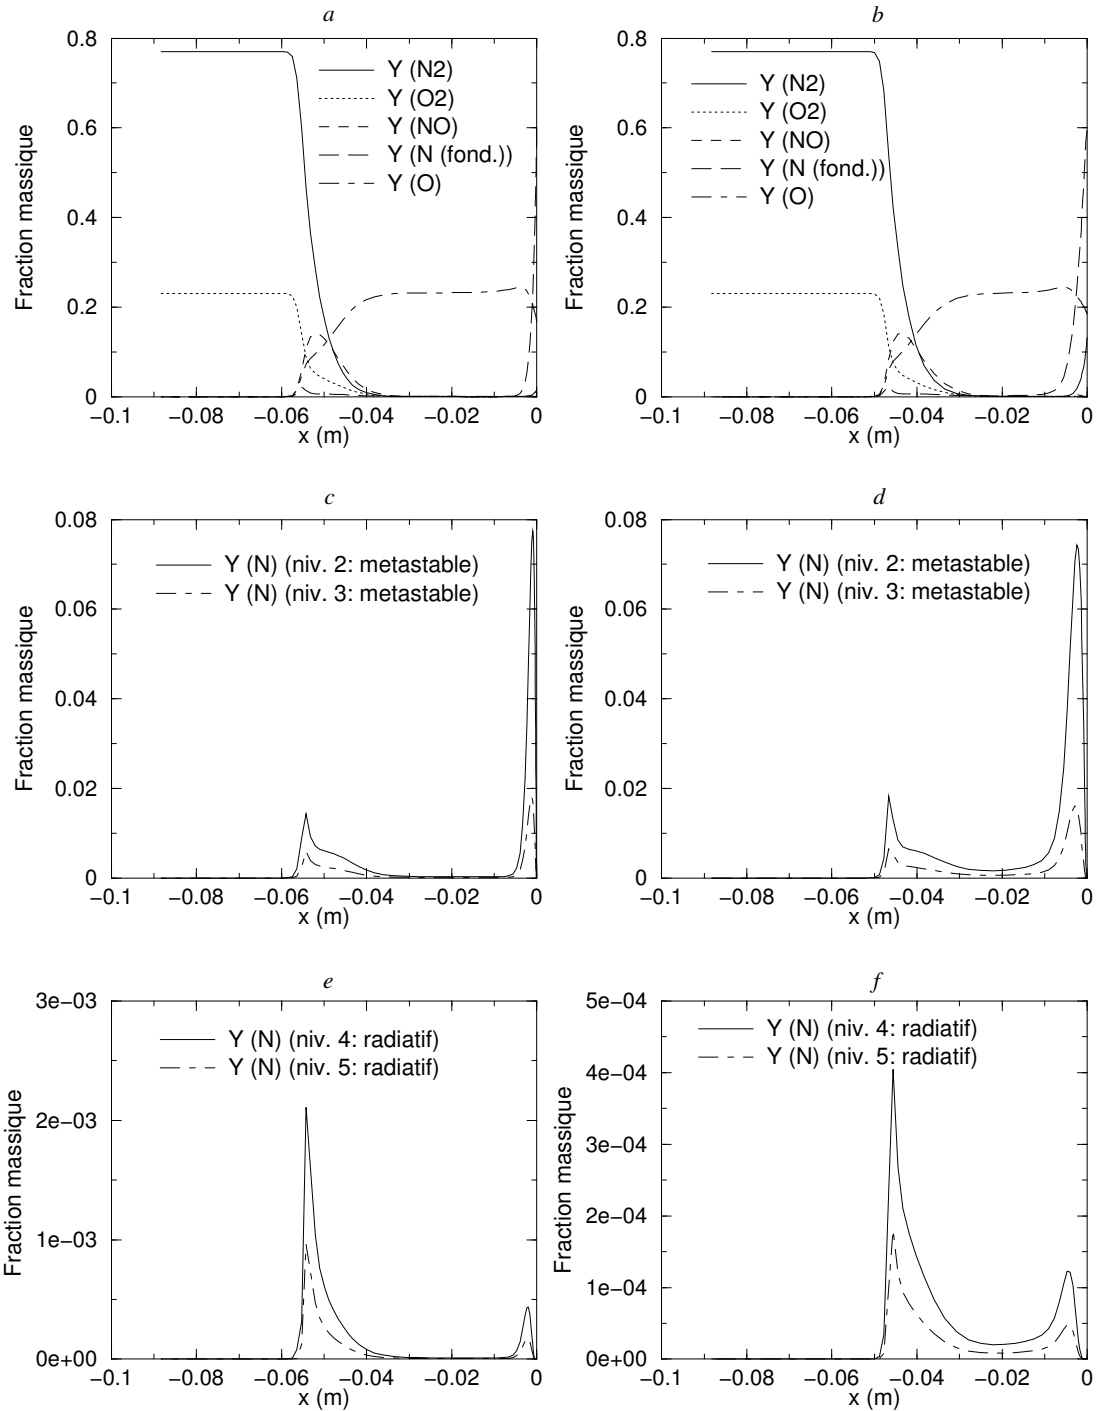 a
0.8
0.6
0.4
0.2
0
Fraction massique
Y (N2)
Y (O2)
Y (NO)
Y (N (fond.))
Y (O)
−0.1 −0.08 −0.06 −0.04 −0.02 0
x (m)
b
0.8
0.6
0.4
0.2
0
Fraction massique
Y (N2)
Y (O2)
Y (NO)
Y (N (fond.))
Y (O)
−0.1 −0.08 −0.06 −0.04 −0.02 0
x (m)
c
0.08
0.06
0.04
0.02
0
Fraction massique
Y (N) (niv. 2: metastable)
Y (N) (niv. 3: metastable)
−0.1 −0.08 −0.06 −0.04 −0.02 0
x (m)
d
0.08
0.06
0.04
0.02
0
Fraction massique
Y (N) (niv. 2: metastable)
Y (N) (niv. 3: metastable)
−0.1 −0.08 −0.06 −0.04 −0.02 0
x (m)
e
3e−03
2e−03
1e−03
0e+00
Fraction massique
Y (N) (niv. 4: radiatif)
Y (N) (niv. 5: radiatif)
−0.1 −0.08 −0.06 −0.04 −0.02 0
x (m)
f
5e−04
4e−04
3e−04
2e−04
1e−04
0e+00
Fraction massique
Y (N) (niv. 4: radiatif)
Y (N) (niv. 5: radiatif)
−0.1 −0.08 −0.06 −0.04 −0.02 0
x (m)